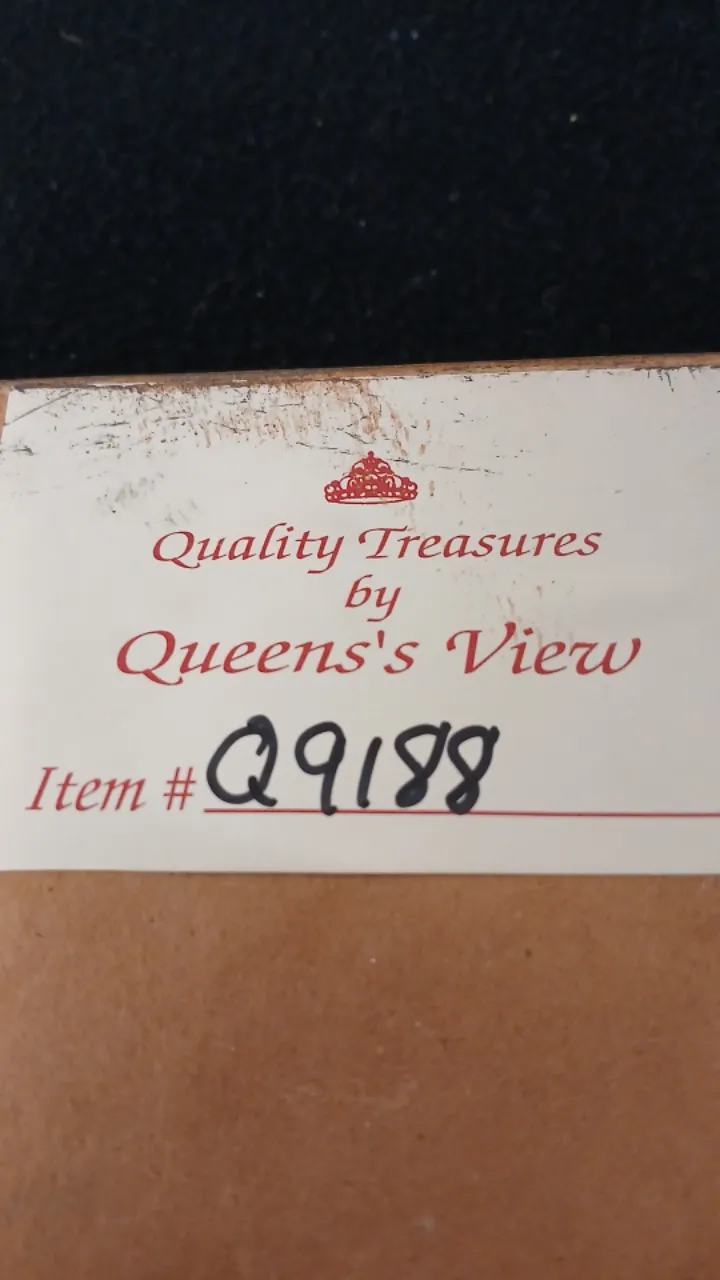 Quality Treasures
by
Queens's View
Item # Q9188